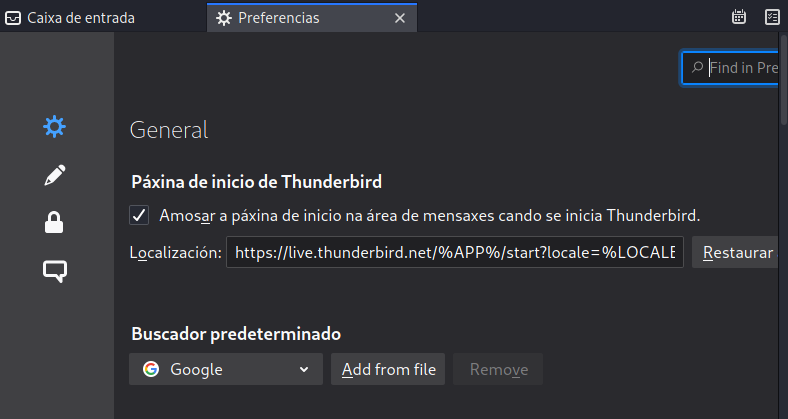 Caixa de entrada
Preferencias
Find in Pre
General
Páxina de inicio de Thunderbird
Amosar a páxina de inicio na área de mensaxes cando se inicia Thunderbird.
Localización: https://live.thunderbird.net/%APP%/start?locale=%LOCALE Restaurar
Buscador predeterminado
Google Add from file Remove